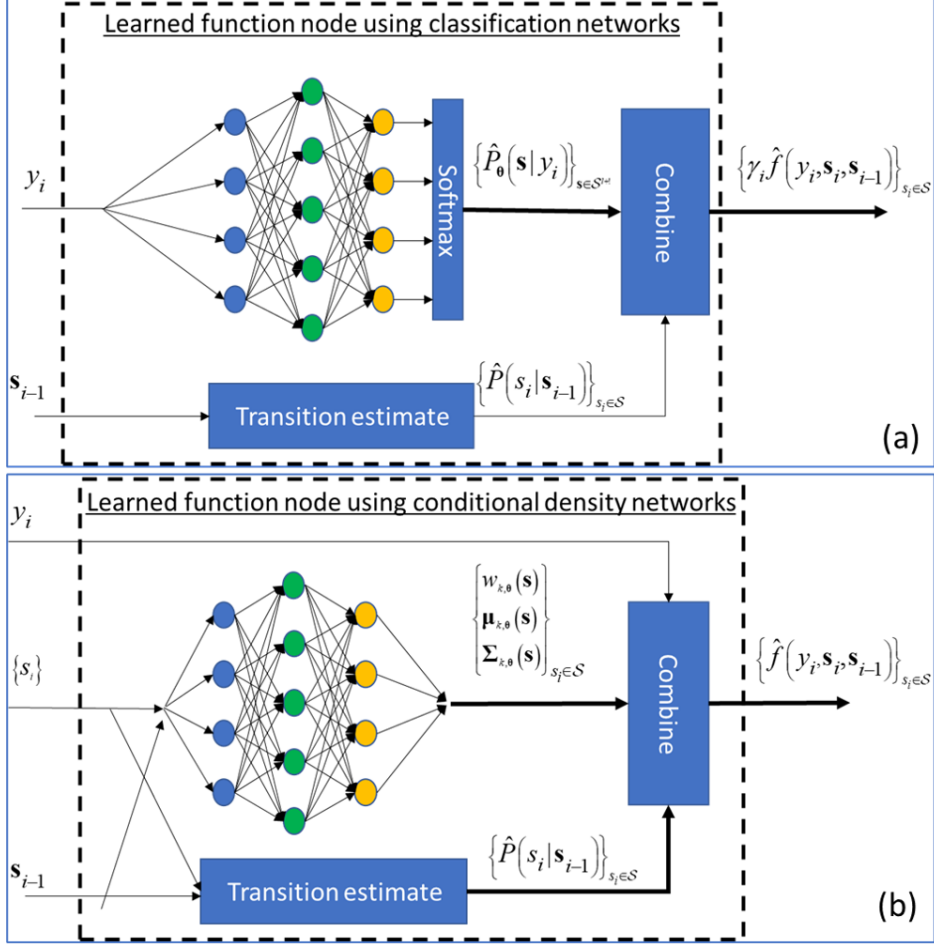 Learned function node using classification networks
y_i
Softmax
{P̂_θ(s|y_i)}_{s∈S^{l+1}}
Combine
{γ_i f̂(y_i, s_i, s_{i−1})}_{s_i∈S}
s_{i−1}
Transition estimate
{P̂(s_i|s_{i−1})}_{s_i∈S}
(a)
Learned function node using conditional density networks
y_i
{s_i}
{w_{k,θ}(s)
μ_{k,θ}(s)
Σ_{k,θ}(s)}_{s_i∈S}
Combine
{f̂(y_i, s_i, s_{i−1})}_{s_i∈S}
s_{i−1}
Transition estimate
{P̂(s_i|s_{i−1})}_{s_i∈S}
(b)